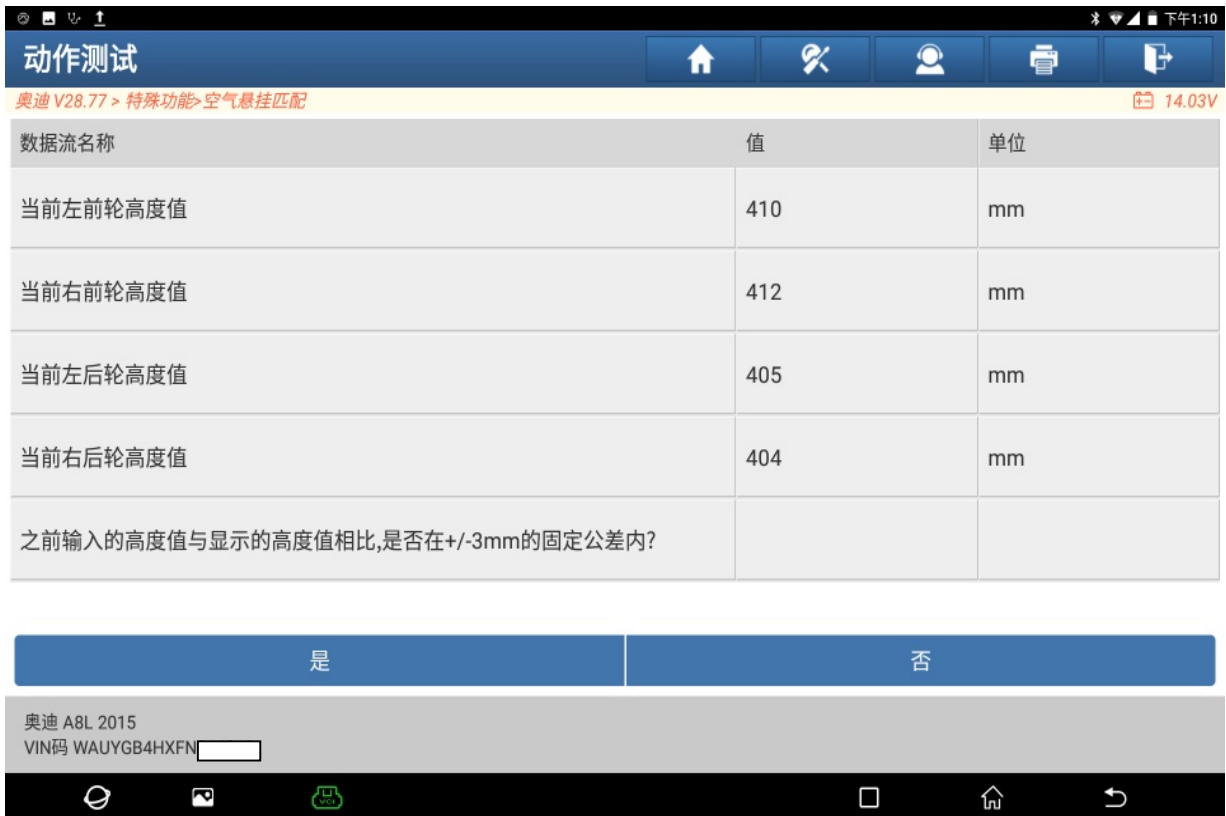 下午1:10
动作测试
奥迪 V28.77 > 特殊功能>空气悬挂匹配 14.03V
数据流名称 值 单位
当前左前轮高度值 410 mm
当前右前轮高度值 412 mm
当前左后轮高度值 405 mm
当前右后轮高度值 404 mm
之前输入的高度值与显示的高度值相比,是否在+/-3mm的固定公差内?
是 否
奥迪 A8L 2015
VIN码 WAUYGB4HXFN
VCI